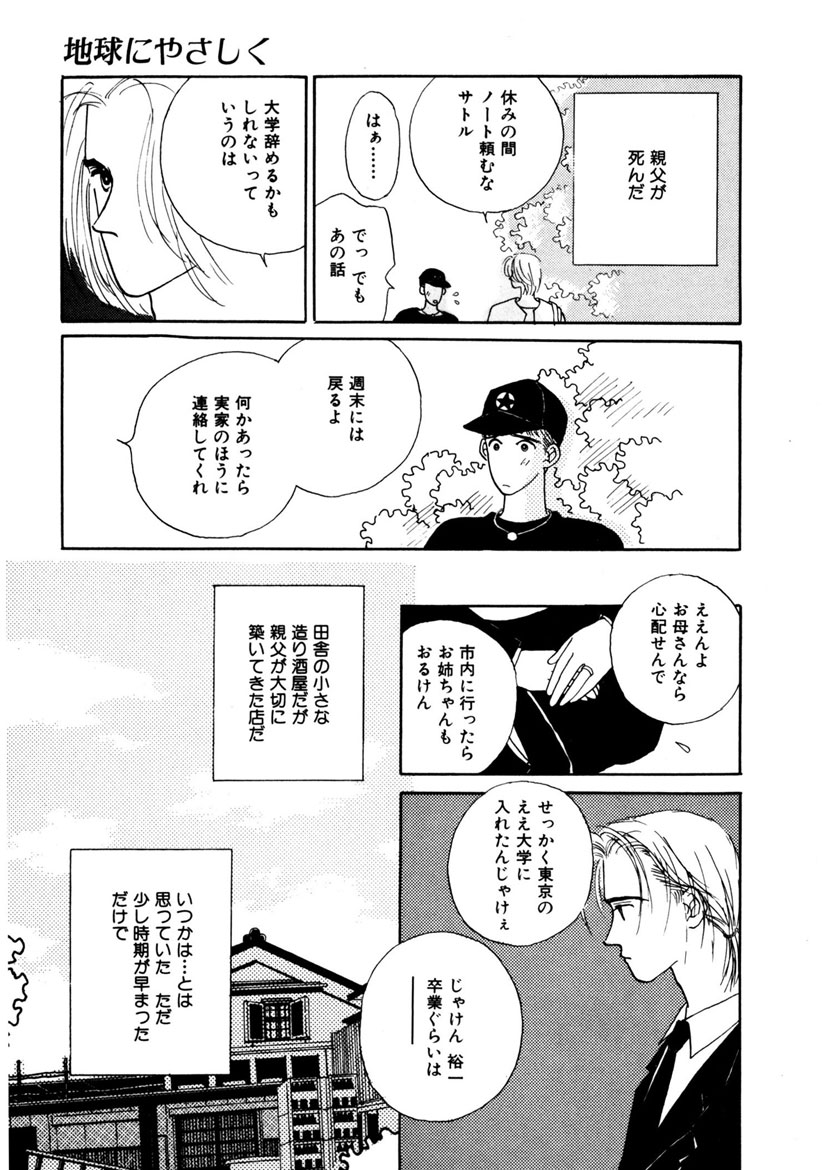 地球にやさしく
親父が
死んだ
休みの間
ノート頼むな
サトル
はぁ……
でっ でも
あの話
大学辞めるかも
しれないって
いうのは
週末には
戻るよ
何かあったら
実家のほうに
連絡してくれ
ええんよ
お母さんなら
心配せんで
市内に行ったら
お姉ちゃんも
おるけん
田舎の小さな
造り酒屋だが
親父が大切に
築いてきた店だ
せっかく東京の
ええ大学に
入れたんじゃけぇ
じゃけん 裕一
卒業ぐらいは
――
いつかは…とは
思っていた ただ
少し時期が早まった
だけで